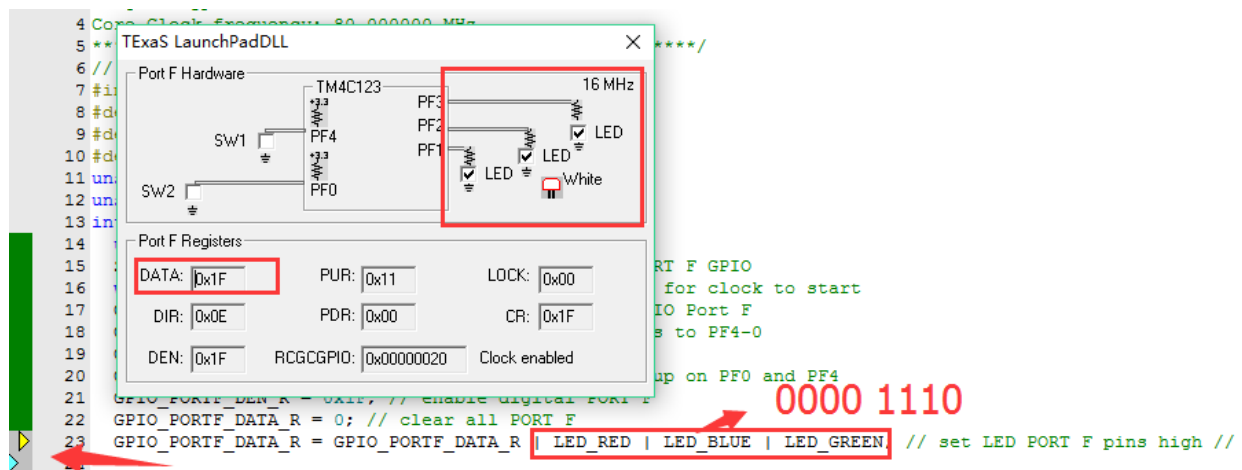 4 Core Clock frequency: 80.000000 MHz
5 ** ****/
TExaS LaunchPadDLL
6 //
Port F Hardware
TM4C123
16 MHz
7 #i
+3.3
PF3
8 #d
SW1
PF4
PF2
LED
9 #d
+3.3
PF1
LED
10 #d
LED
White
11 un
SW2
PF0
12 un
13 in
14
Port F Registers
15 RT F GPIO
DATA: 0x1F PUR: 0x11 LOCK: 0x00
16 for clock to start
17 IO Port F
DIR: 0x0E PDR: 0x00 CR: 0x1F
18 s to PF4-0
19
DEN: 0x1F RCGCGPIO: 0x00000020 Clock enabled
20 up on PF0 and PF4
21 GPIO_PORTF_DEN_R = 0x1F; // enable digital PORT F
0000 1110
22 GPIO_PORTF_DATA_R = 0; // clear all PORT F
23 GPIO_PORTF_DATA_R = GPIO_PORTF_DATA_R | LED_RED | LED_BLUE | LED_GREEN; // set LED PORT F pins high //